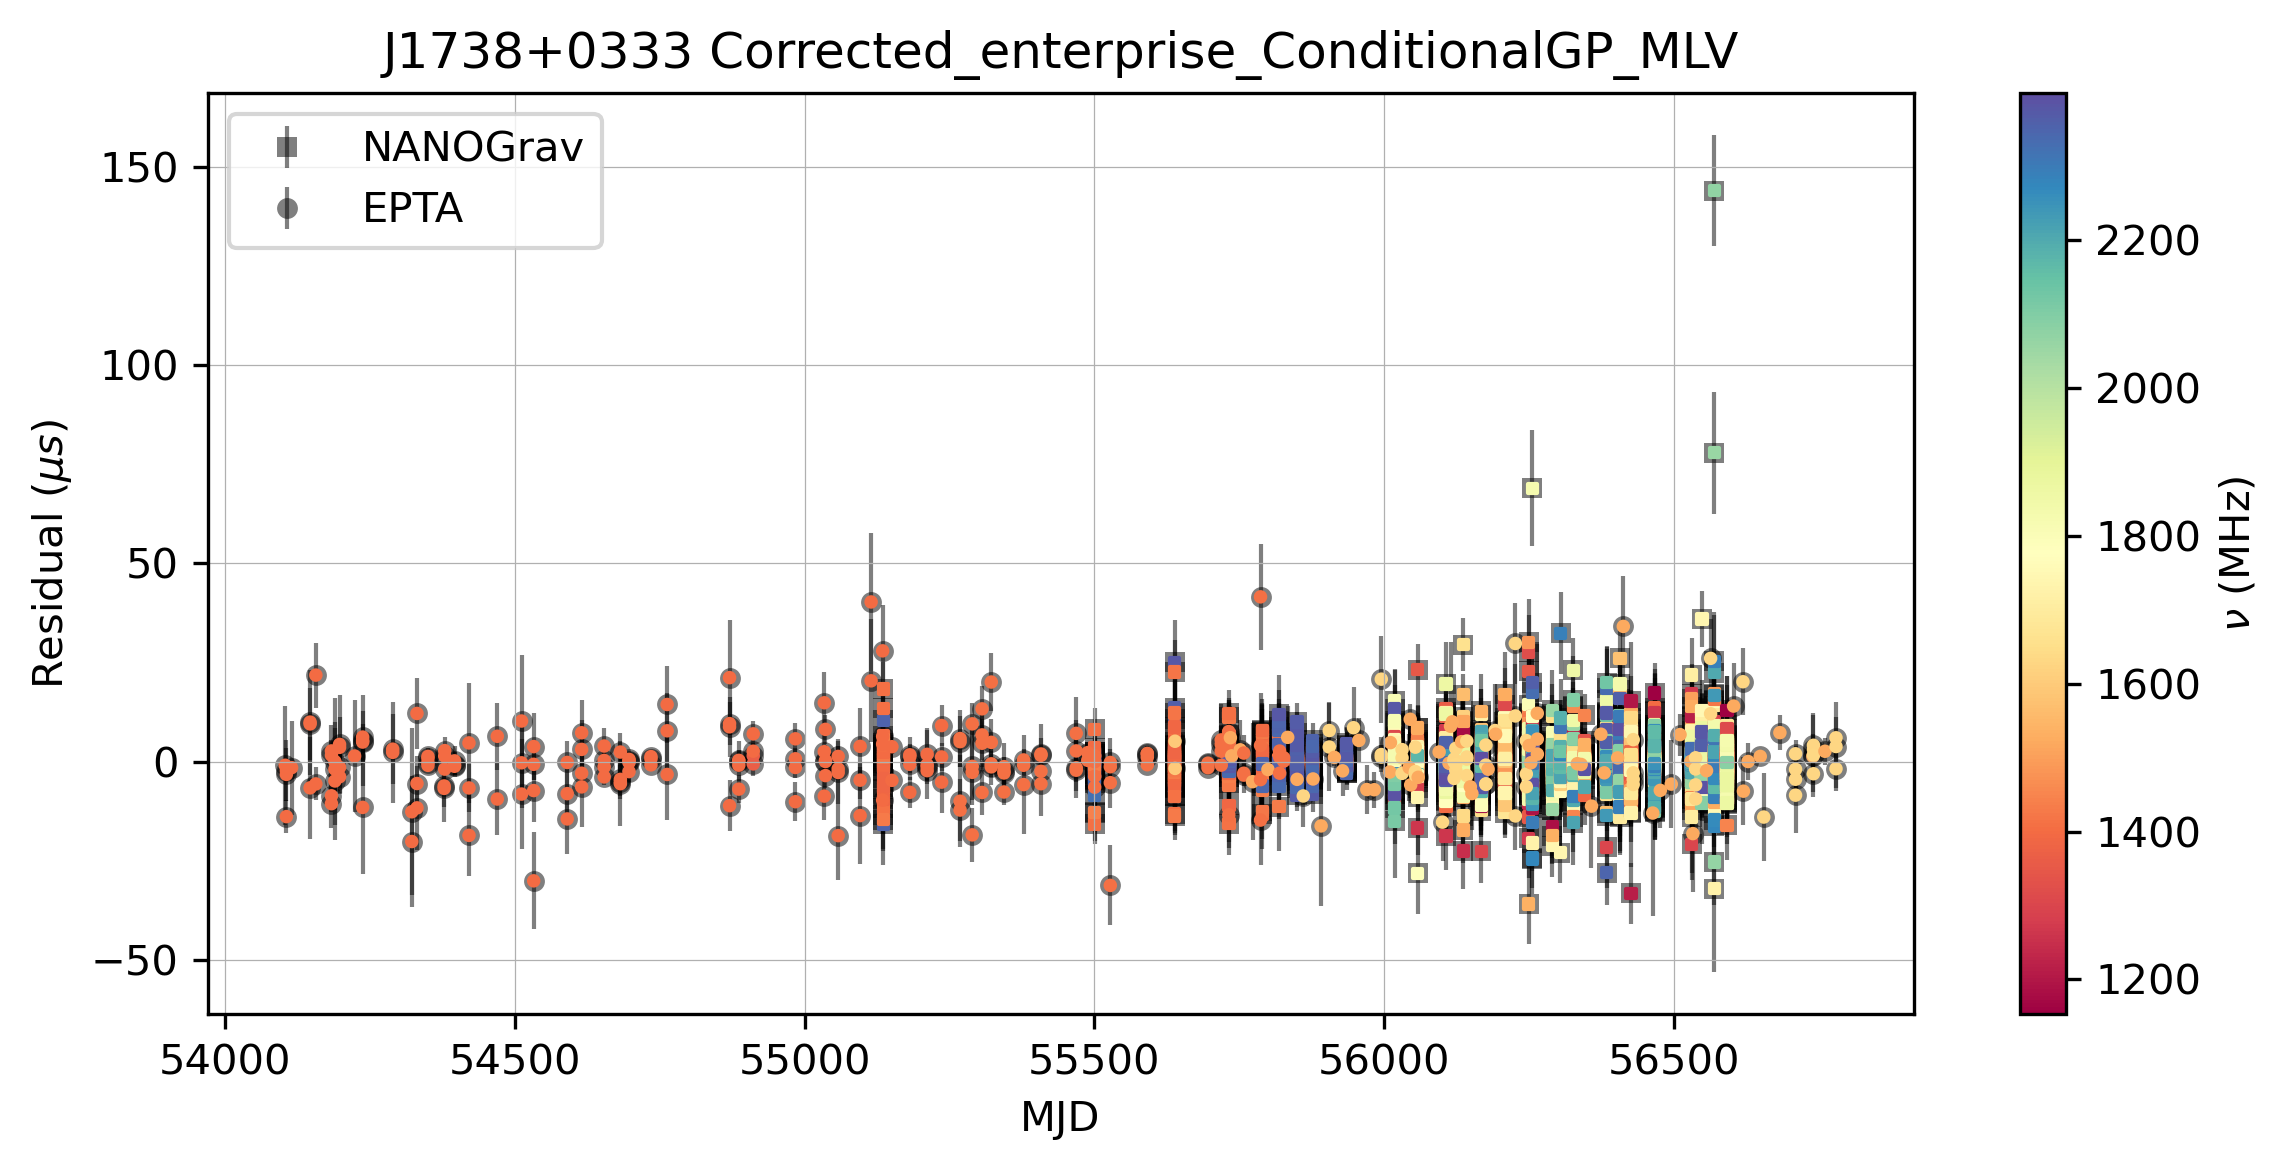 J1738+0333 Corrected_enterprise_ConditionalGP_MLV
NANOGrav
EPTA
150
100
50
0
−50
Residual (μs)
54000 54500 55000 55500 56000 56500
MJD
2200
2000
1800
1600
1400
1200
ν (MHz)